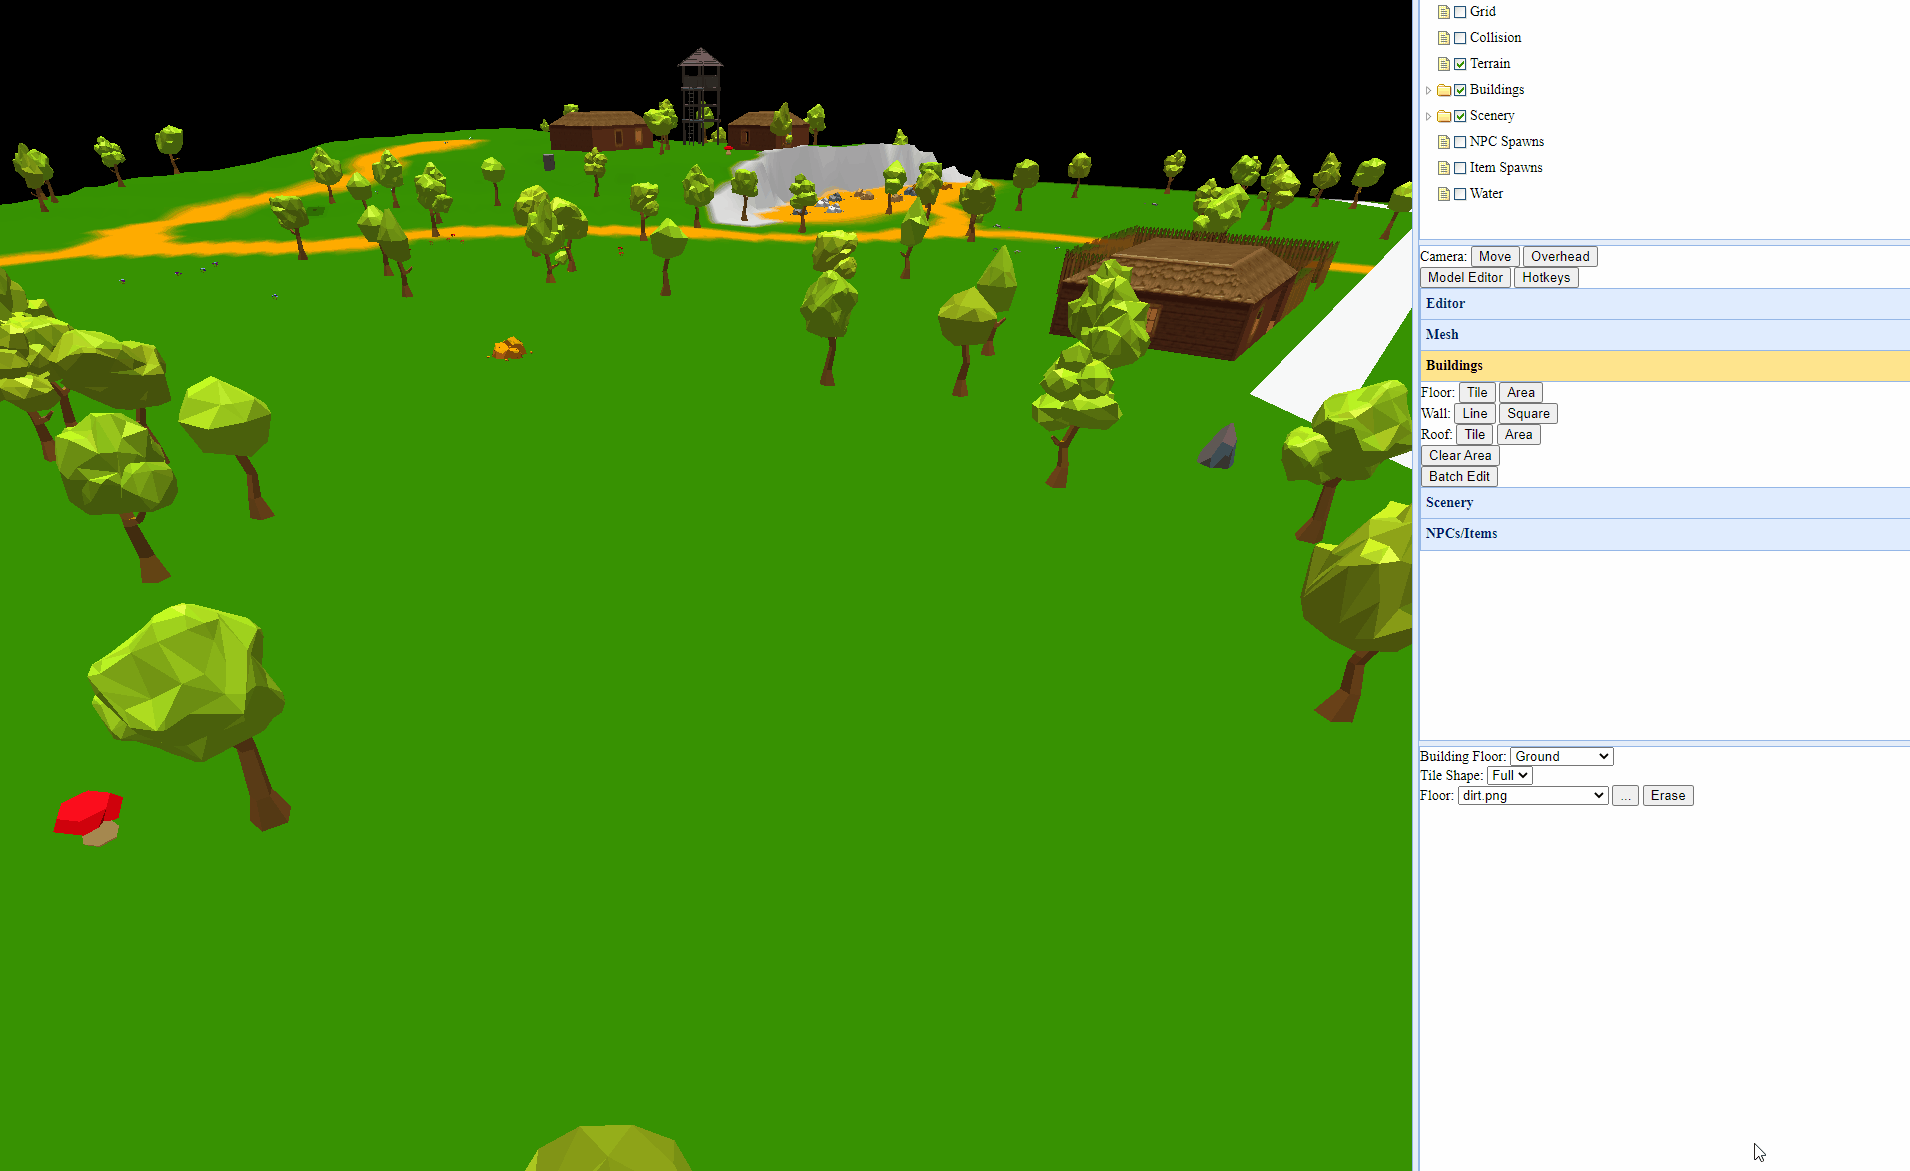 Grid
Collision
Terrain
Buildings
Scenery
NPC Spawns
Item Spawns
Water
Camera: Move Overhead
Model Editor Hotkeys
Editor
Mesh
Buildings
Floor: Tile Area
Wall: Line Square
Roof: Tile Area
Clear Area
Batch Edit
Scenery
NPCs/Items
Building Floor: Ground
Tile Shape: Full
Floor: dirt.png ... Erase